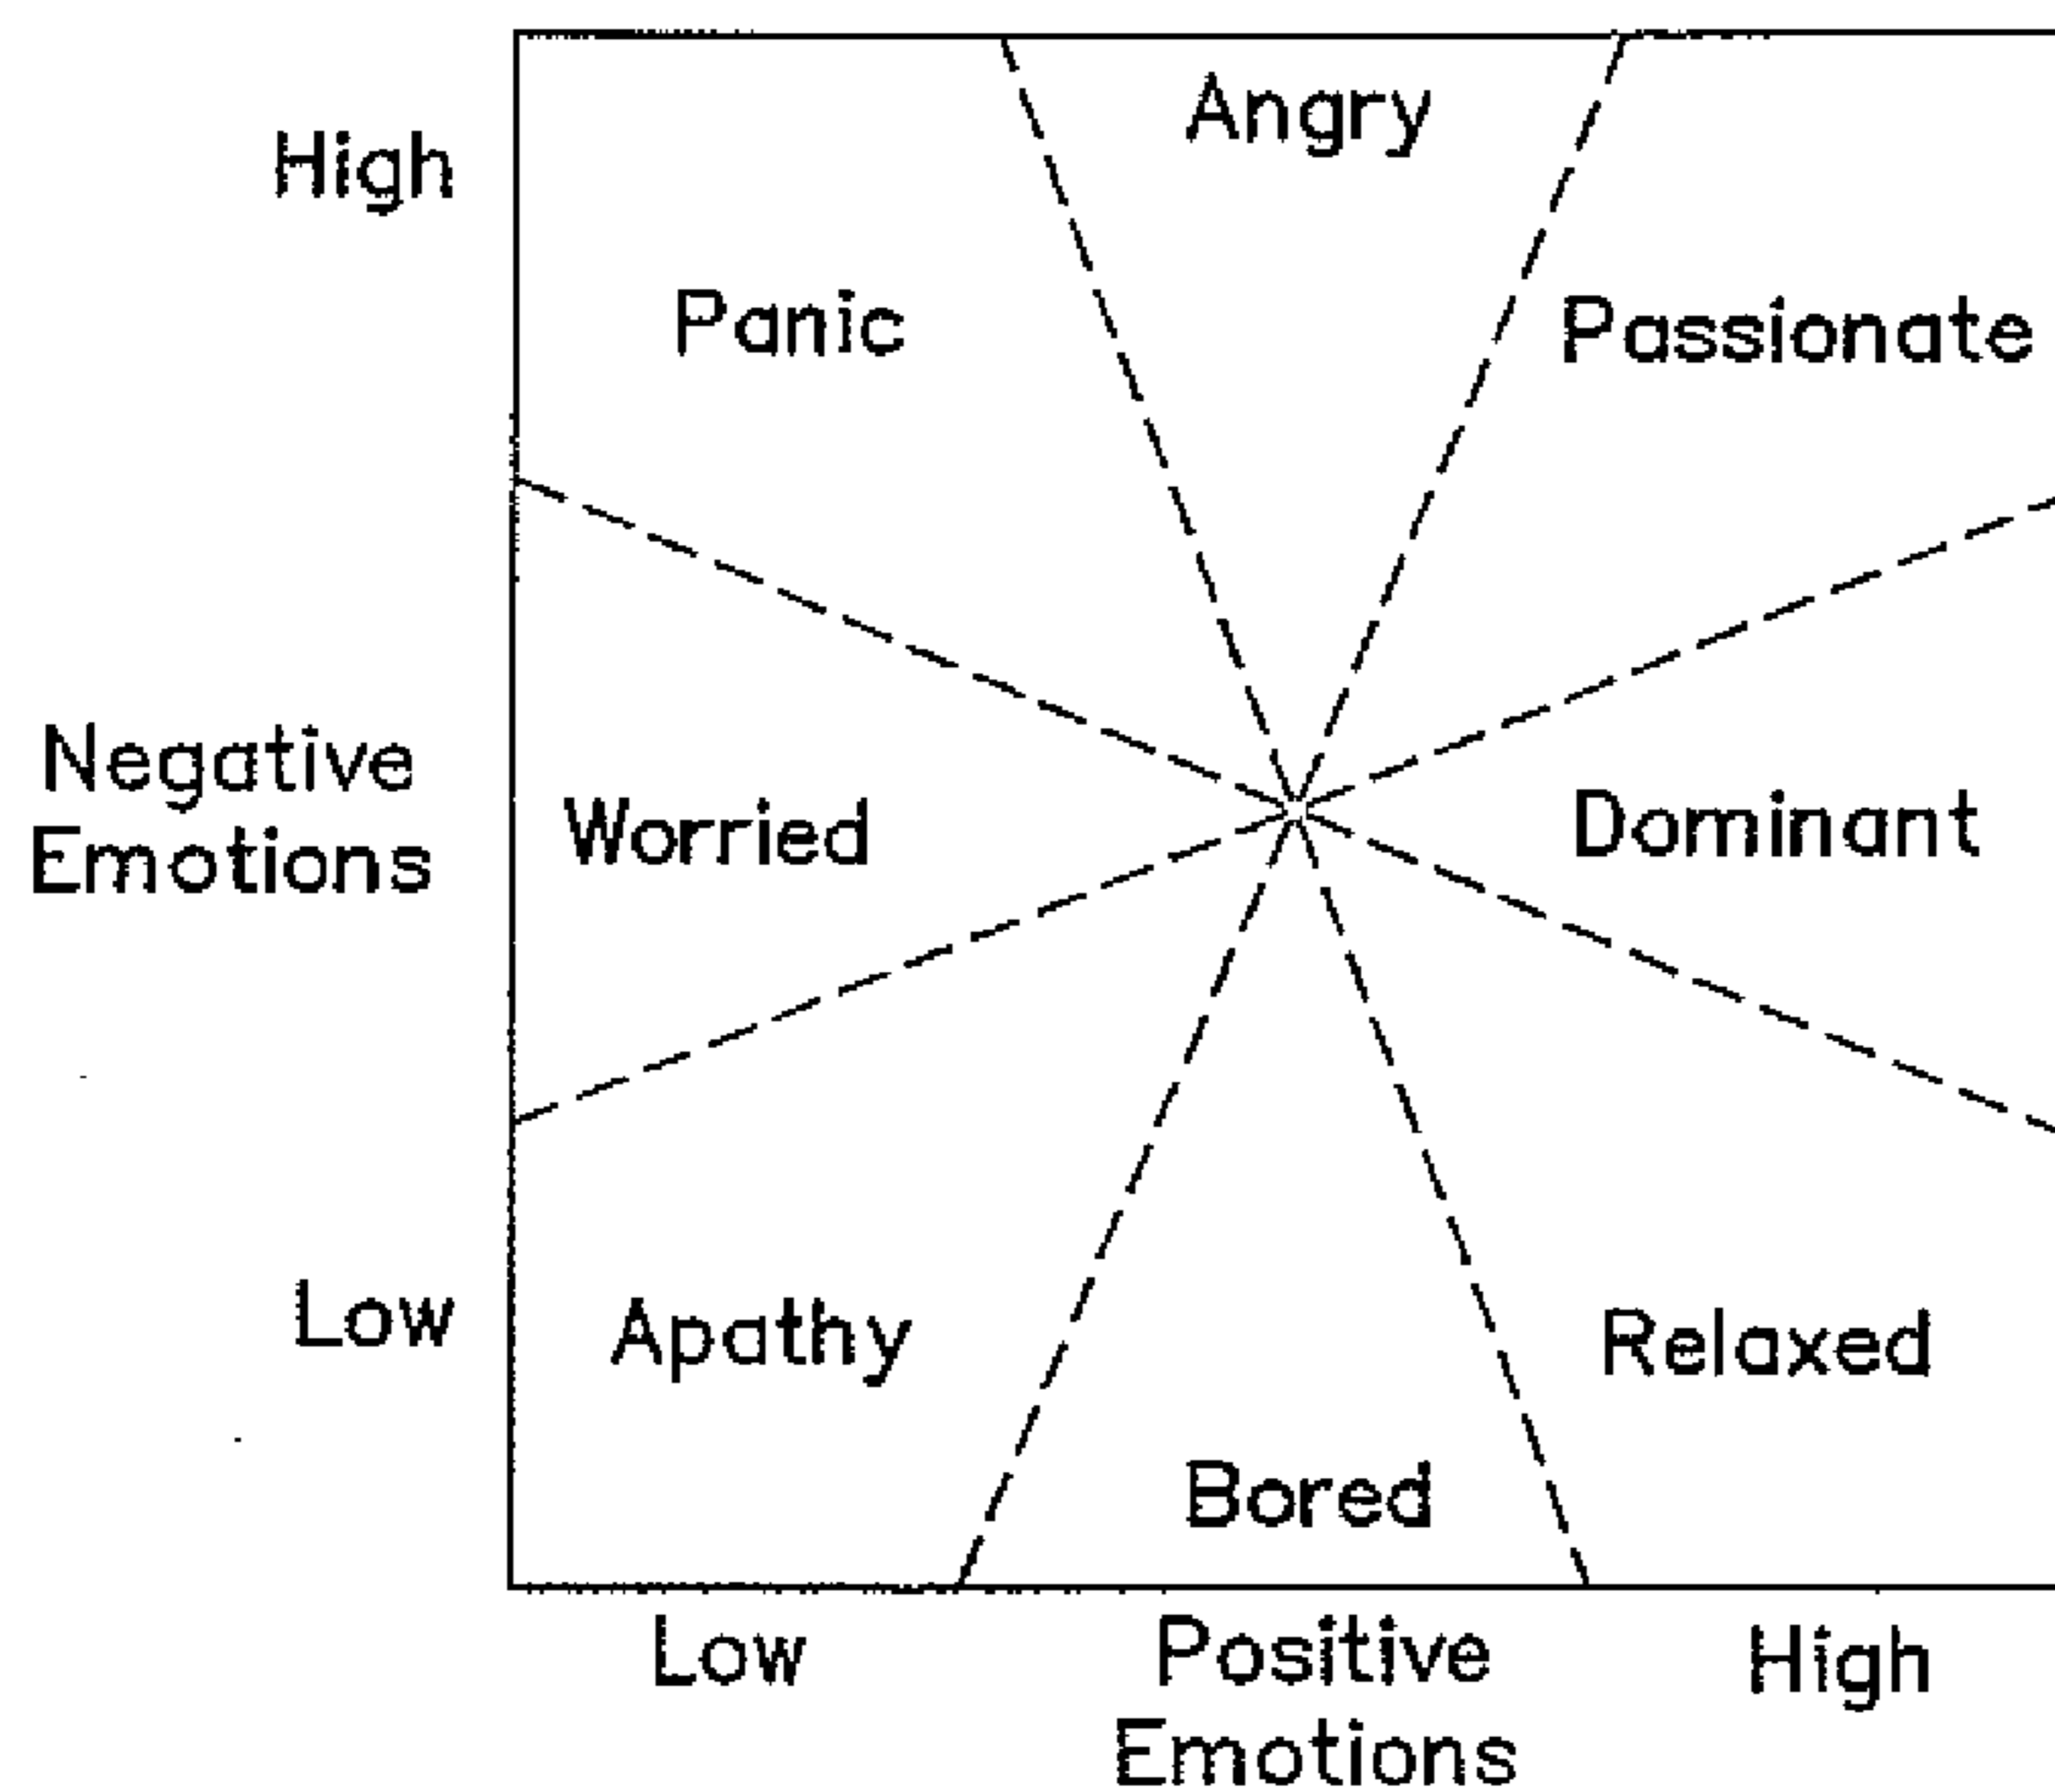 Angry
High
Panic
Passionate
Negative
Emotions
Worried
Dominant
Low
Apathy
Relaxed
Bored
Low
Positive
Emotions
High